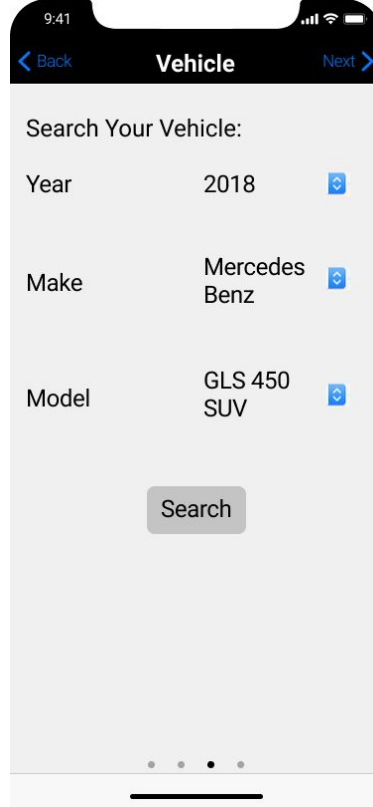 9:41
Back Vehicle Next
Search Your Vehicle:
Year 2018
Make Mercedes
Benz
Model GLS 450
SUV
Search